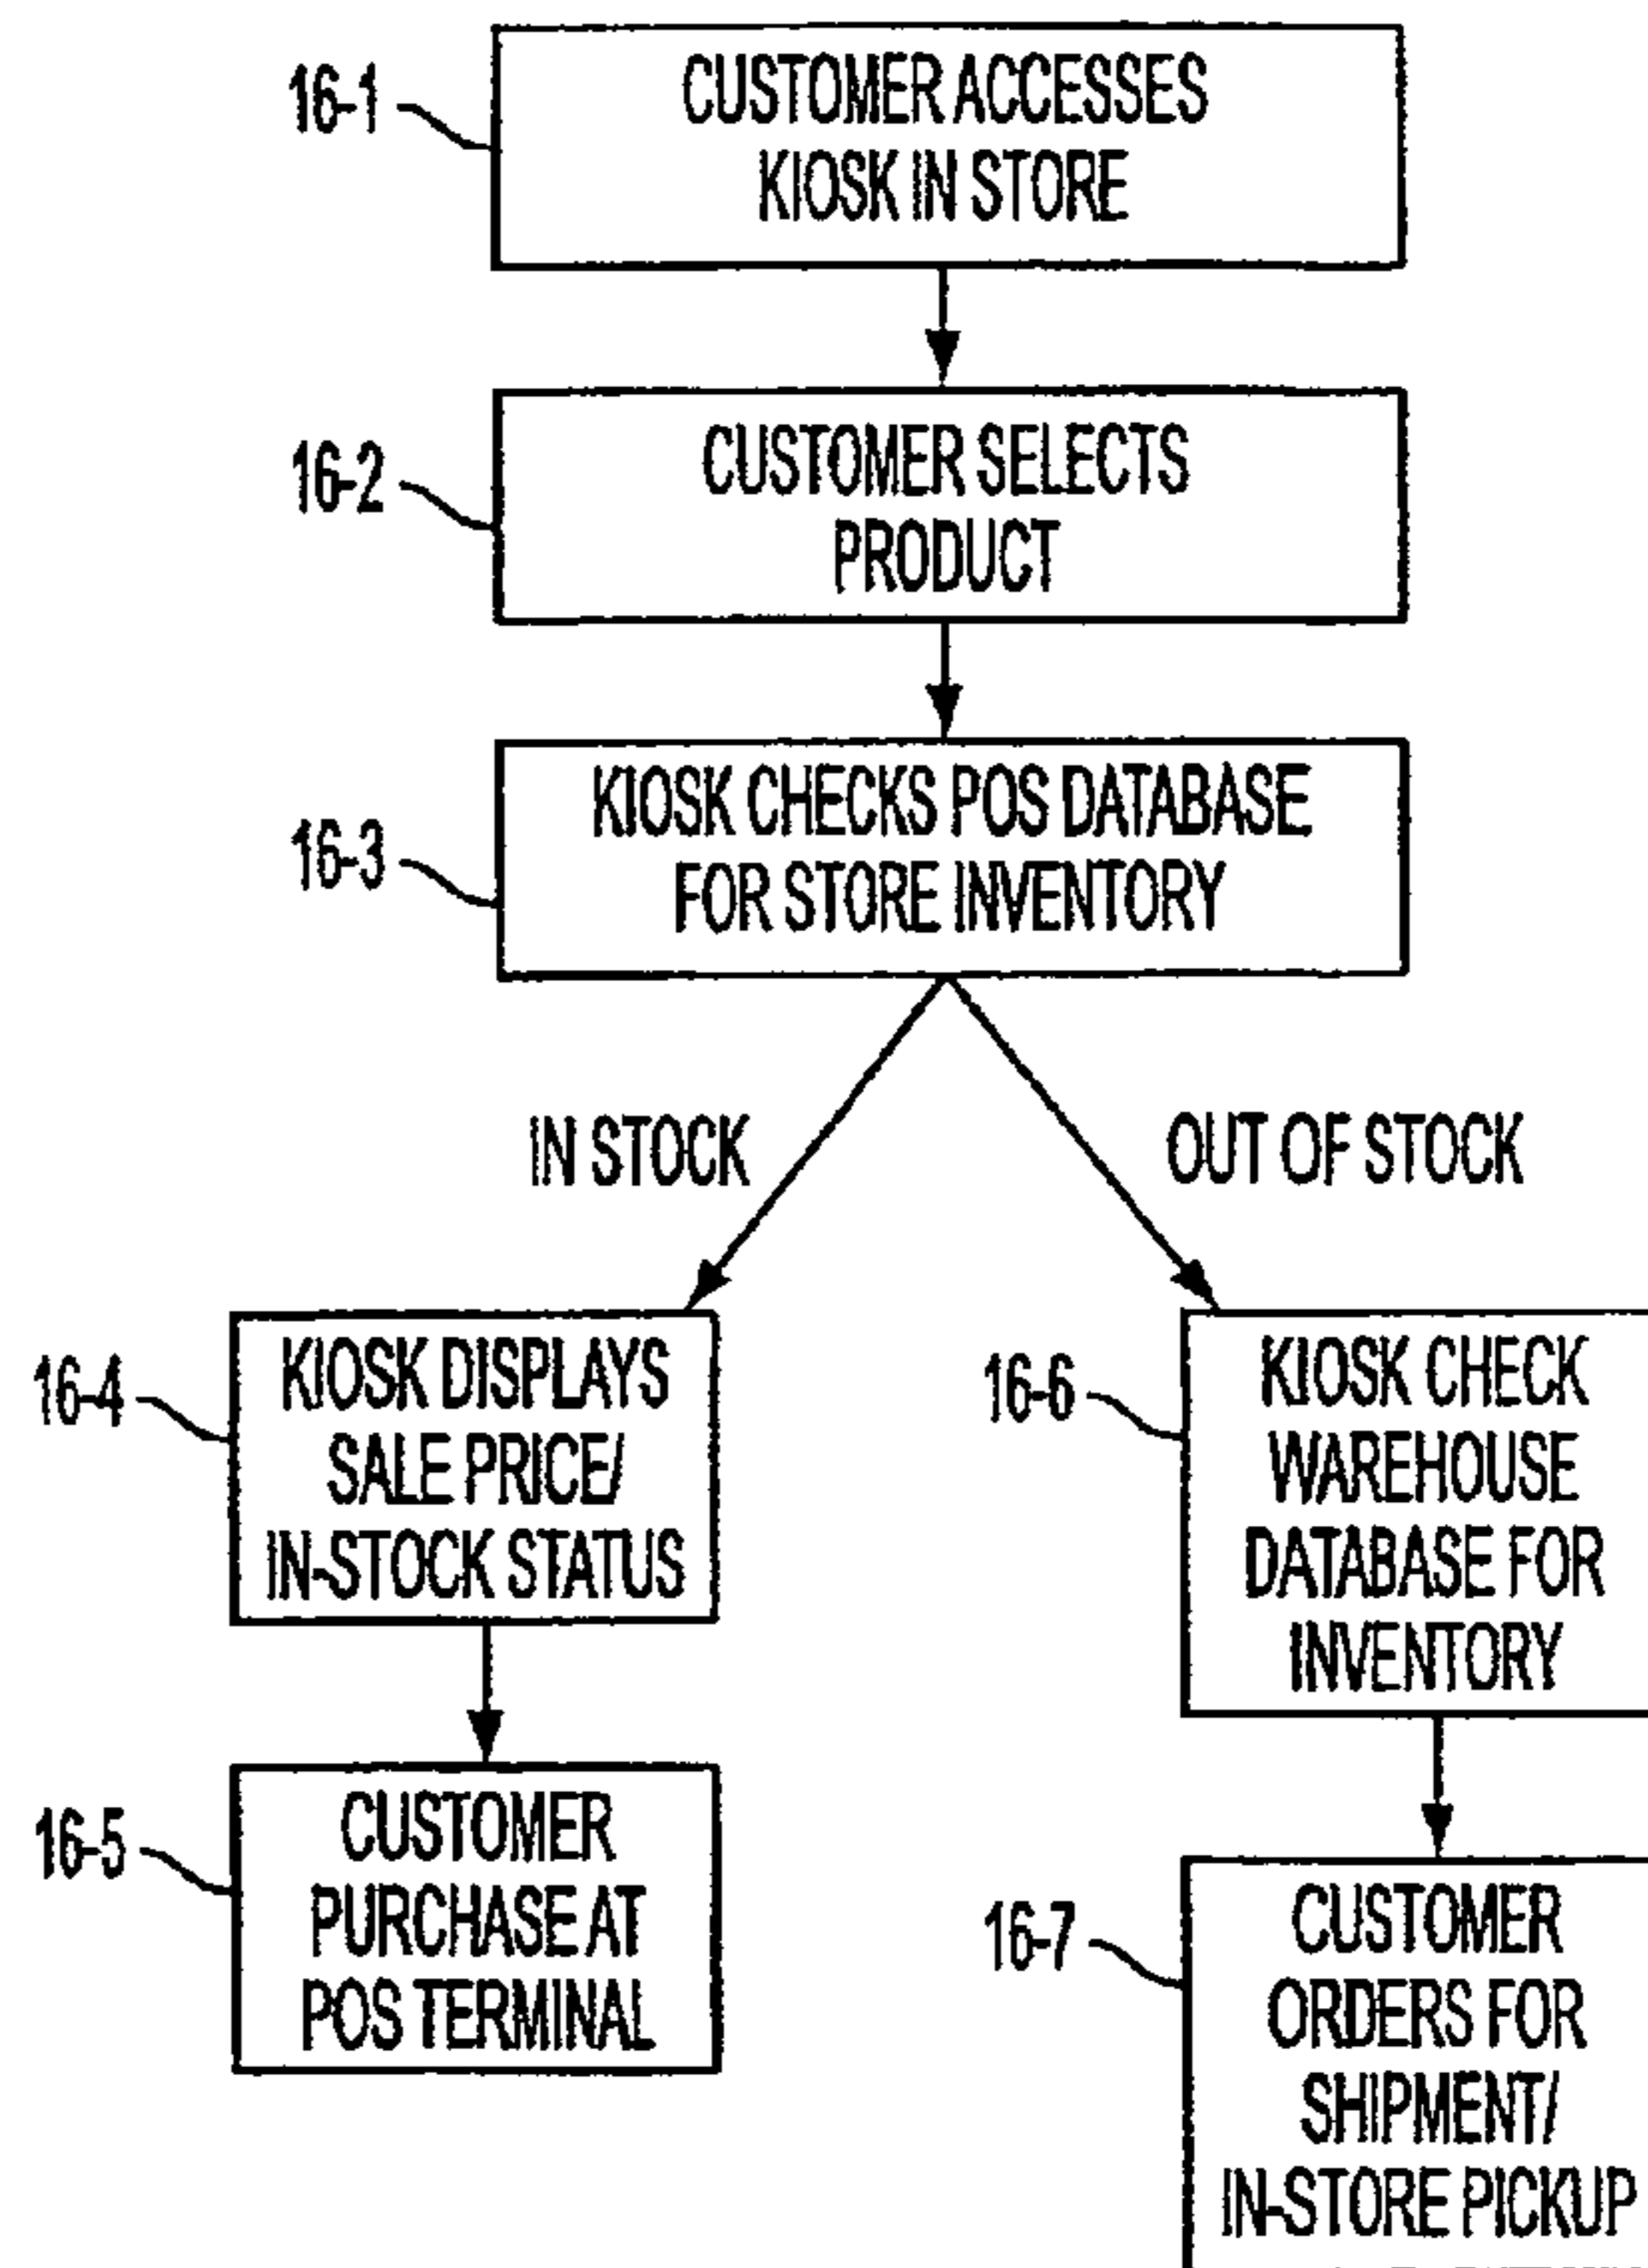 16-1
CUSTOMER ACCESSES
KIOSK IN STORE
16-2
CUSTOMER SELECTS
PRODUCT
16-3
KIOSK CHECKS POS DATABASE
FOR STORE INVENTORY
IN STOCK
OUT OF STOCK
16-4
KIOSK DISPLAYS
SALE PRICE/
IN-STOCK STATUS
16-6
KIOSK CHECK
WAREHOUSE
DATABASE FOR
INVENTORY
16-5
CUSTOMER
PURCHASE AT
POS TERMINAL
16-7
CUSTOMER
ORDERS FOR
SHIPMENT/
IN-STORE PICKUP